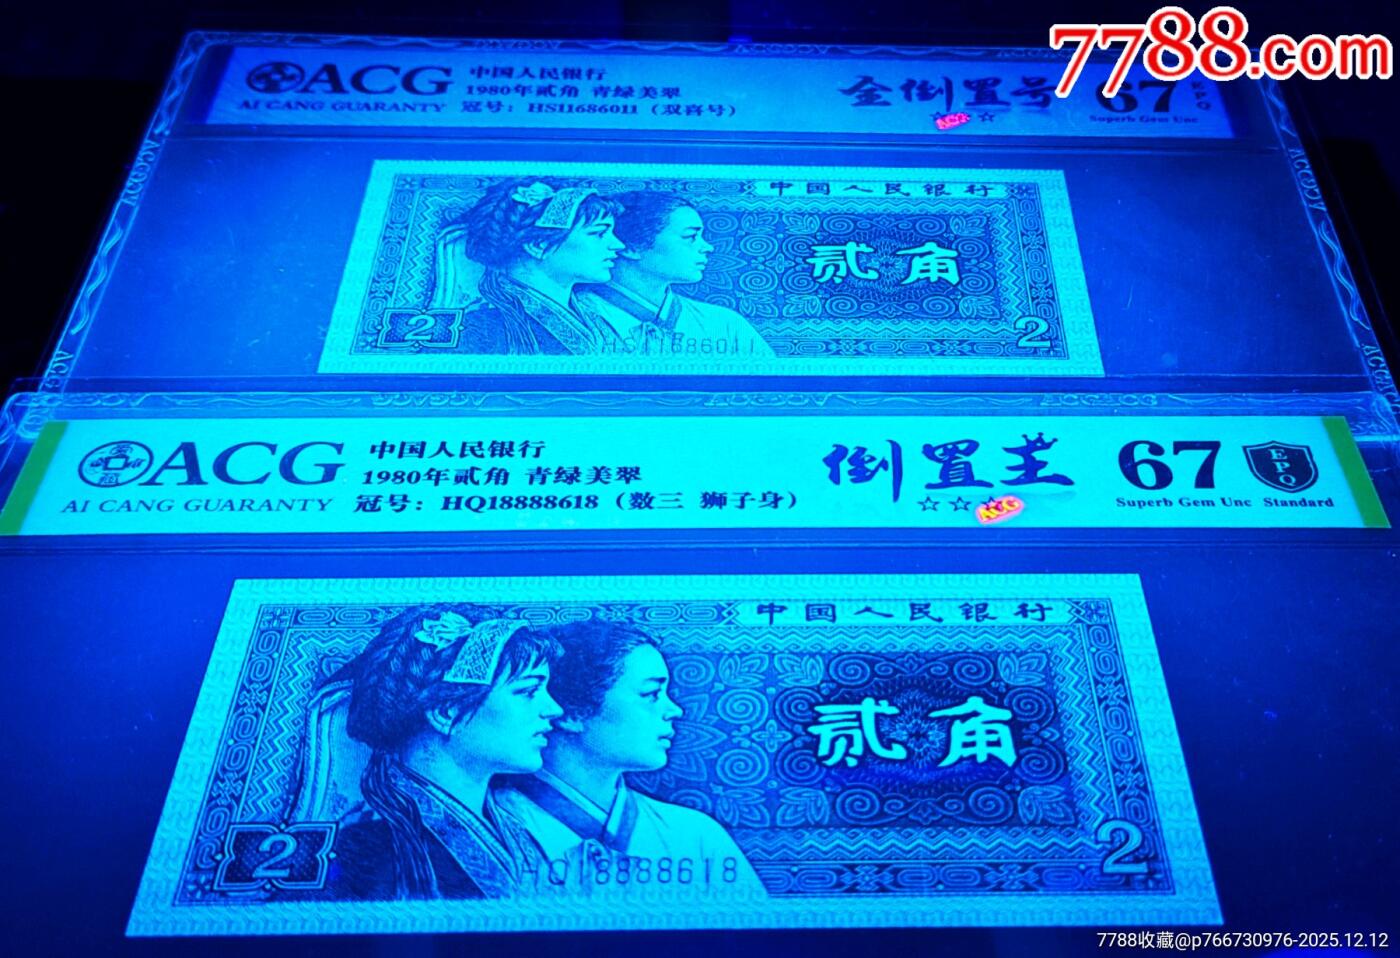 7788.com
ACG
AI CANG GUARANTY
中国人民银行
1980年贰角 青绿美翠
冠号：HS11686011（双喜号）
全倒置号
ACG ☆
67
EPQ
Superb Gem Unc
中国人民银行
贰角
2
2
HS11686011
ACG
AI CANG GUARANTY
中国人民银行
1980年贰角 青绿美翠
冠号：HQ18888618（数三 狮子身）
倒置王
☆☆ ACG
67
EPQ
Superb Gem Unc Standard
中国人民银行
贰角
2
2
HQ18888618
7788收藏@p766730976-2025.12.12